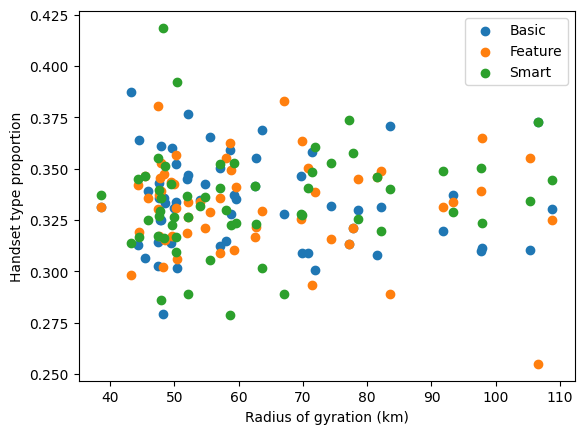 0.425
0.400
0.375
0.350
0.325
0.300
0.275
0.250
Handset type proportion
Basic
Feature
Smart
40 50 60 70 80 90 100 110
Radius of gyration (km)